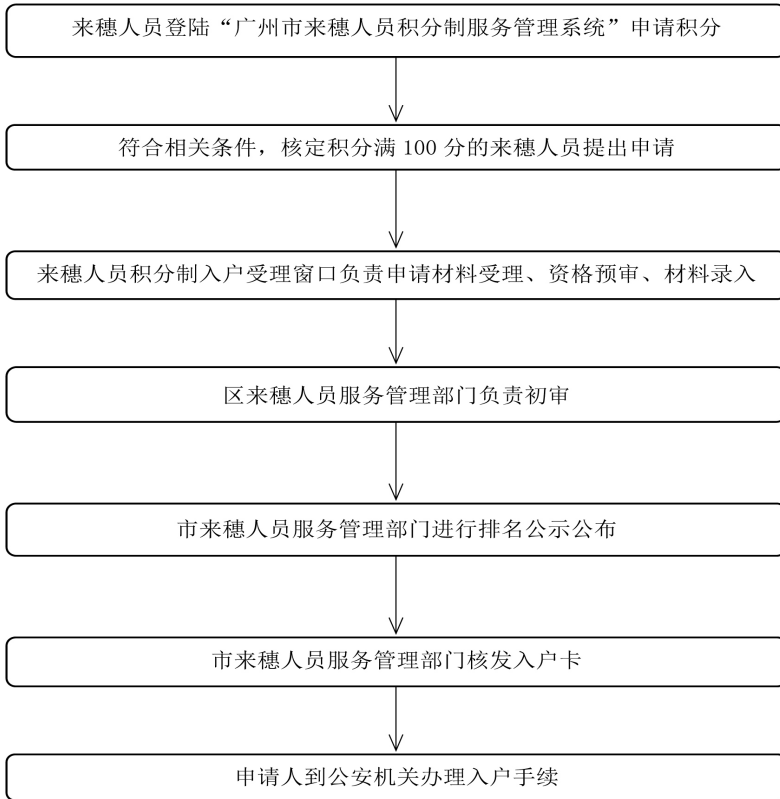 来穗人员登陆“广州市来穗人员积分制服务管理系统”申请积分
符合相关条件，核定积分满 100 分的来穗人员提出申请
来穗人员积分制入户受理窗口负责申请材料受理、资格预审、材料录入
区来穗人员服务管理部门负责初审
市来穗人员服务管理部门进行排名公示公布
市来穗人员服务管理部门核发入户卡
申请人到公安机关办理入户手续